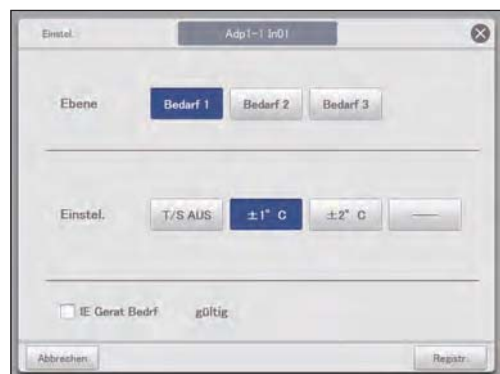 Einstel. Adp1-1 In01
Ebene Bedarf 1 Bedarf 2 Bedarf 3
Einstel. T/S AUS ±1° C ±2° C ──
IE Gerat Bedrf gültig
Abbrechen Registr.